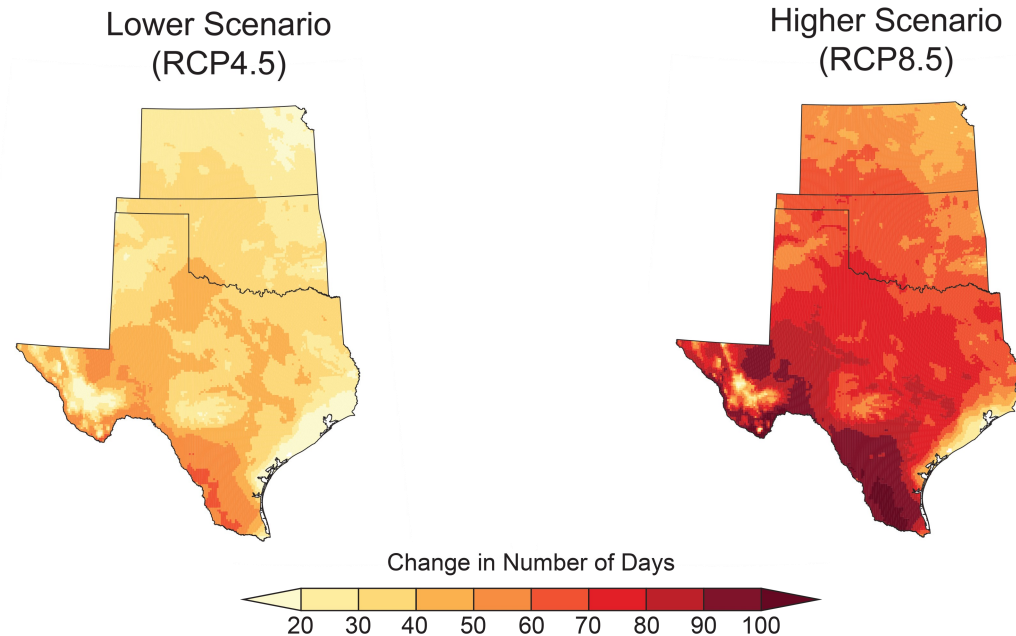 Lower Scenario
(RCP4.5)
Higher Scenario
(RCP8.5)
Change in Number of Days
20 30 40 50 60 70 80 90 100